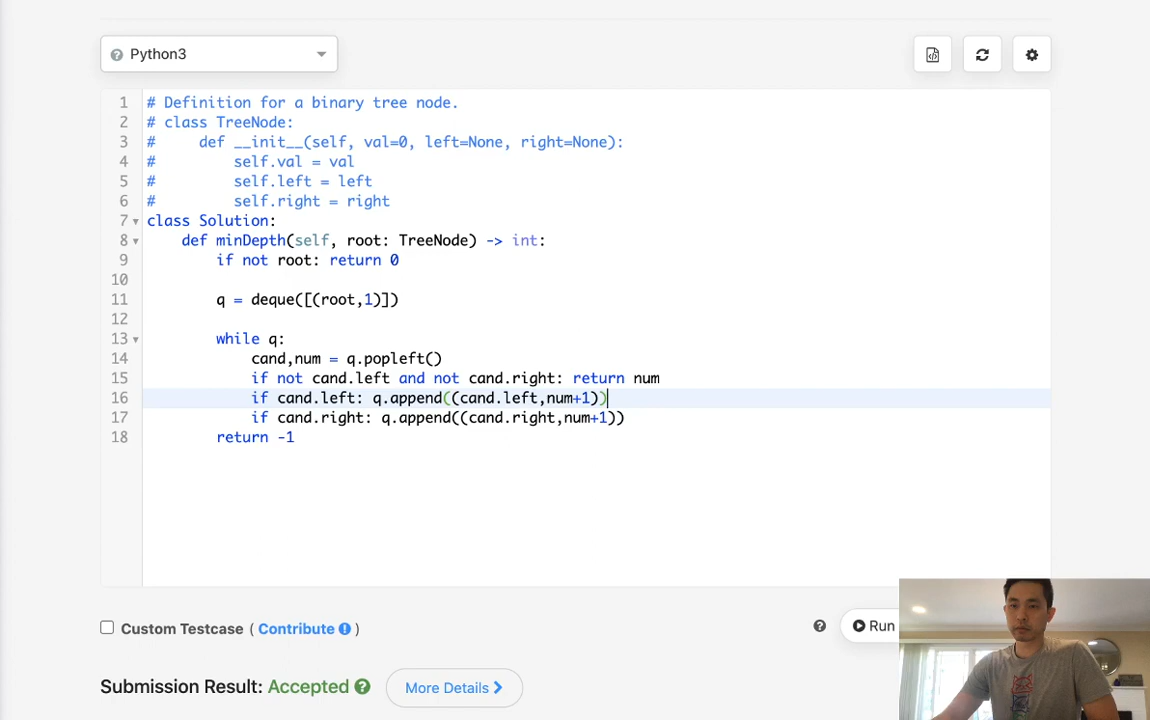 Python3
1 # Definition for a binary tree node.
2 # class TreeNode:
3 #     def __init__(self, val=0, left=None, right=None):
4 #         self.val = val
5 #         self.left = left
6 #         self.right = right
7 class Solution:
8     def minDepth(self, root: TreeNode) -> int:
9         if not root: return 0
10
11         q = deque([(root,1)])
12
13         while q:
14             cand,num = q.popleft()
15             if not cand.left and not cand.right: return num
16             if cand.left: q.append((cand.left,num+1))
17             if cand.right: q.append((cand.right,num+1))
18         return -1
Custom Testcase ( Contribute )
Run
Submission Result: Accepted
More Details